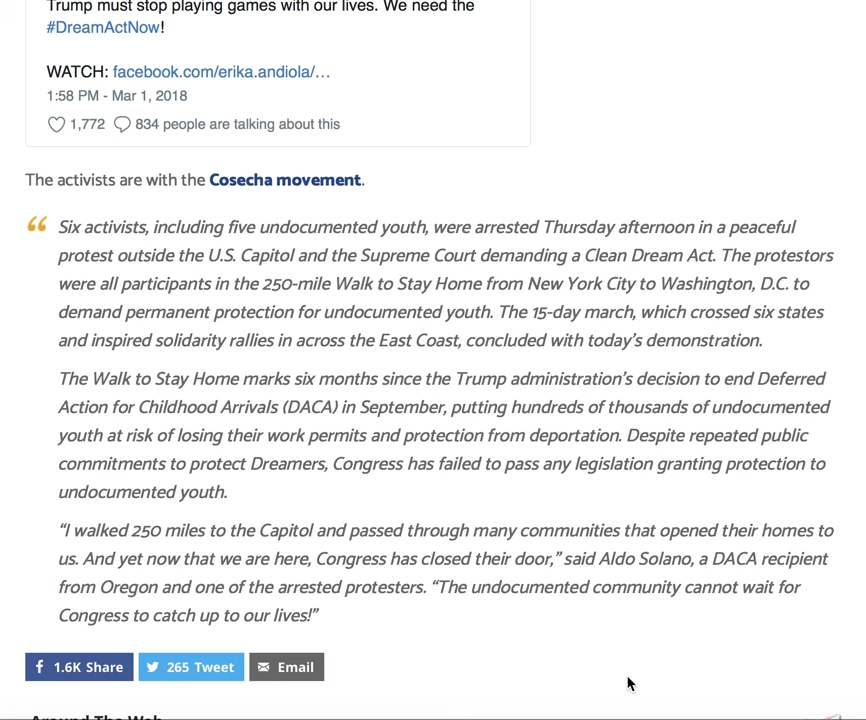 Trump must stop playing games with our lives. We need the
#DreamActNow!
WATCH: facebook.com/erika.andiola/…
1:58 PM - Mar 1, 2018
1,772 834 people are talking about this
The activists are with the Cosecha movement.
“ Six activists, including five undocumented youth, were arrested Thursday afternoon in a peaceful
protest outside the U.S. Capitol and the Supreme Court demanding a Clean Dream Act. The protestors
were all participants in the 250-mile Walk to Stay Home from New York City to Washington, D.C. to
demand permanent protection for undocumented youth. The 15-day march, which crossed six states
and inspired solidarity rallies in across the East Coast, concluded with today’s demonstration.
The Walk to Stay Home marks six months since the Trump administration’s decision to end Deferred
Action for Childhood Arrivals (DACA) in September, putting hundreds of thousands of undocumented
youth at risk of losing their work permits and protection from deportation. Despite repeated public
commitments to protect Dreamers, Congress has failed to pass any legislation granting protection to
undocumented youth.
“I walked 250 miles to the Capitol and passed through many communities that opened their homes to
us. And yet now that we are here, Congress has closed their door,” said Aldo Solano, a DACA recipient
from Oregon and one of the arrested protesters. “The undocumented community cannot wait for
Congress to catch up to our lives!”
1.6K Share 265 Tweet Email
Around The Web